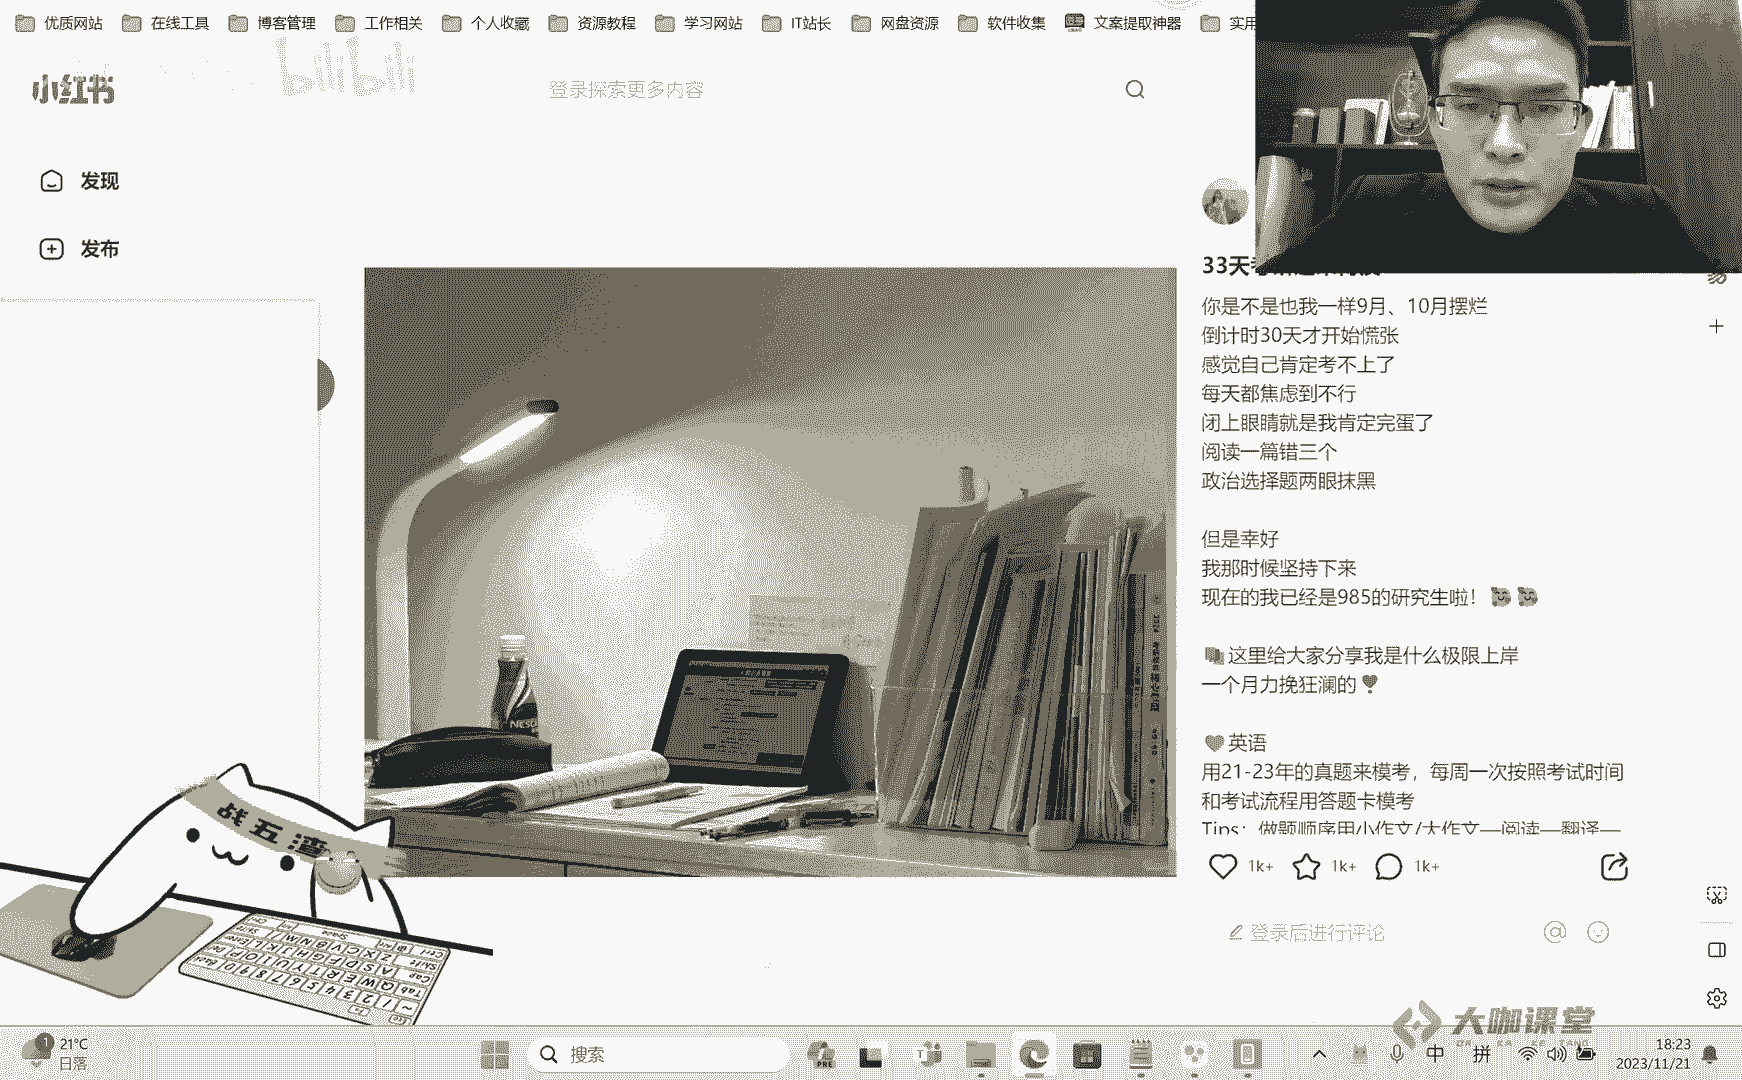 优质网站 在线工具 博客管理 工作相关 个人收藏 资源教程 学习网站 IT站长 网盘资源 软件收集 文案提取神器 实用
bilibili
小红书
登录探索更多内容
发现
发布
33天考
你是不是也我一样9月、10月摆烂
倒计时30天才开始慌张
感觉自己肯定考不上了
每天都焦虑到不行
闭上眼睛就是我肯定完蛋了
阅读一篇错三个
政治选择题两眼抹黑
但是幸好
我那时候坚持下来
现在的我已经是985的研究生啦！
这里给大家分享我是什么极限上岸
一个月力挽狂澜的
英语
用21-23年的真题来模考，每周一次按照考试时间
和考试流程用答题卡模考
Tips：做题顺序用小作文/大作文—阅读—翻译—
1k+ 1k+ 1k+
登录后进行评论
NESC
战五渣
大咖课堂
DA KA KE TANG
1
21°C
日落
搜索
PRE
中 拼
18:23
2023/11/21